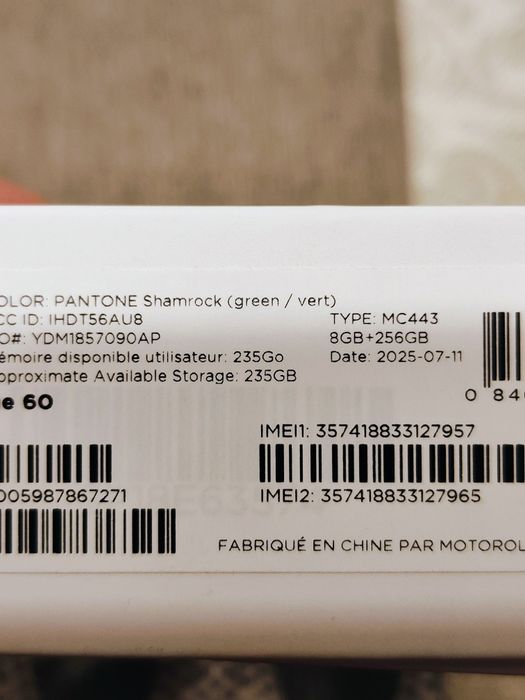 OLOR: PANTONE Shamrock (green / vert)
CC ID: IHDT56AU8
TYPE: MC443
O#: YDM1857090AP
8GB+256GB
émoire disponible utilisateur: 235Go
Date: 2025-07-11
pproximate Available Storage: 235GB
0 840
e 60
IMEI1: 357418833127957
005987867271
IMEI2: 357418833127965
FABRIQUÉ EN CHINE PAR MOTOROL